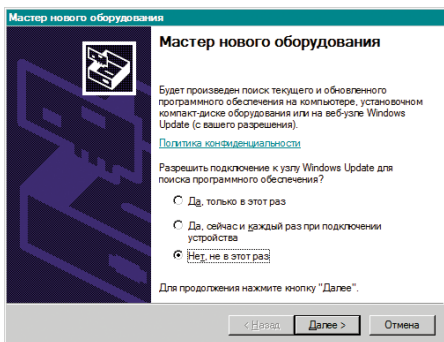 Мастер нового оборудования
Мастер нового оборудования
Будет произведен поиск текущего и обновленного
программного обеспечения на компьютере, установочном
компакт-диске оборудования или на веб-узле Windows
Update (с вашего разрешения).
Политика конфиденциальности
Разрешить подключение к узлу Windows Update для
поиска программного обеспечения?
Да, только в этот раз
Да, сейчас и каждый раз при подключении
устройства
Нет, не в этот раз
Для продолжения нажмите кнопку "Далее".
< Назад Далее > Отмена